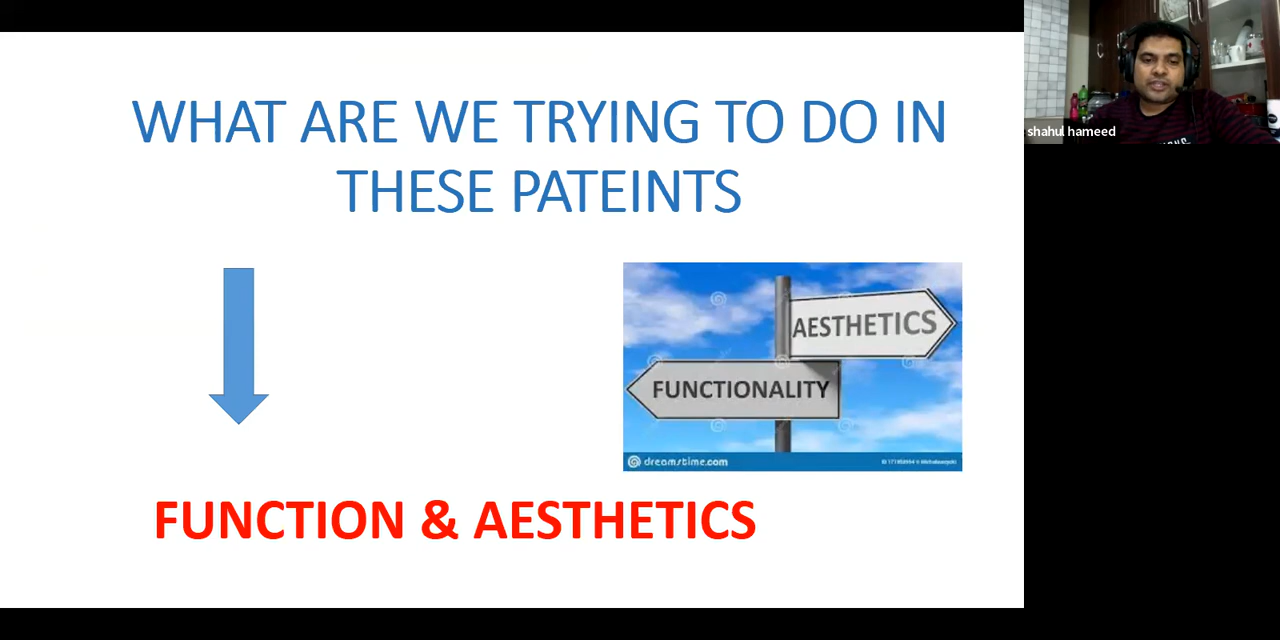 WHAT ARE WE TRYING TO DO IN
THESE PATEINTS
shahul hameed
AESTHETICS
FUNCTIONALITY
dreamstime.com
FUNCTION & AESTHETICS